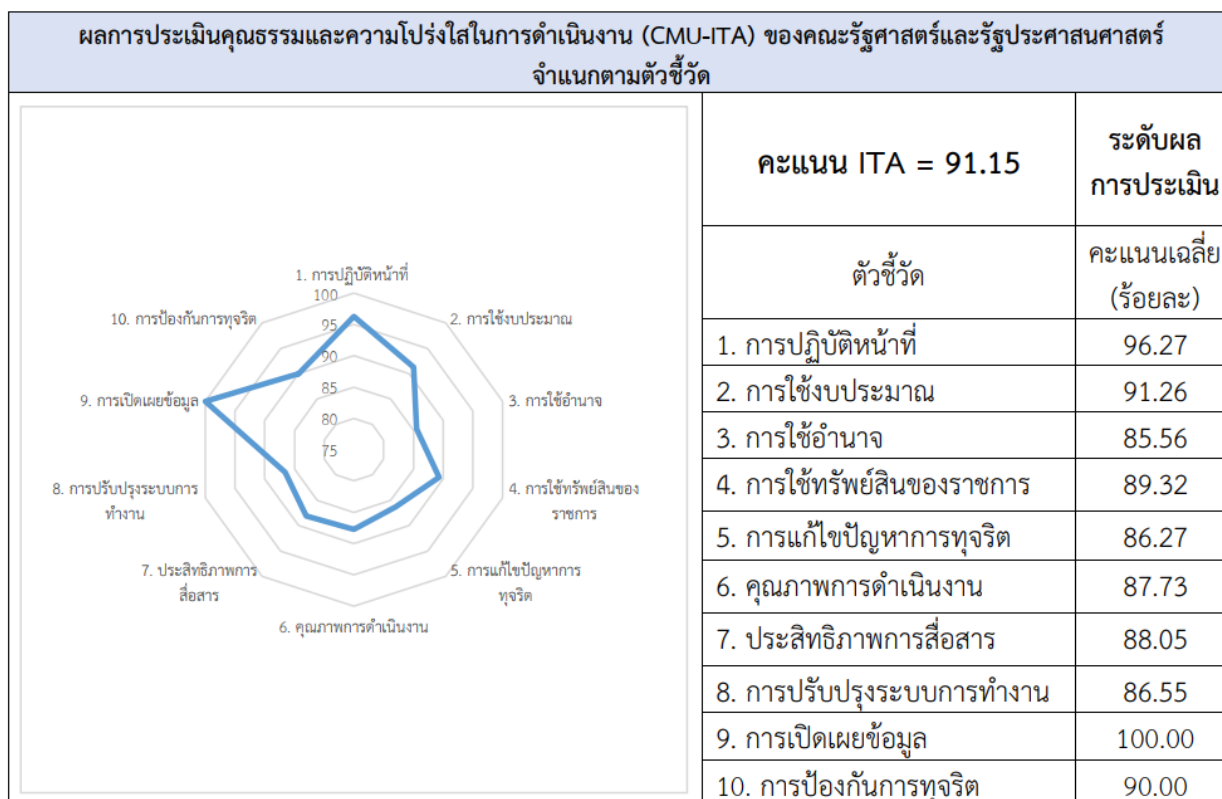 ผลการประเมินคุณธรรมและความโปร่งใสในการดำเนินงาน (CMU-ITA) ของคณะรัฐศาสตร์และรัฐประศาสนศาสตร์
จำแนกตามตัวชี้วัด
1. การปฏิบัติหน้าที่
100
10. การป้องกันการทุจริต
95
2. การใช้งบประมาณ
90
85
9. การเปิดเผยข้อมูล
3. การใช้อำนาจ
80
75
8. การปรับปรุงระบบการ
ทำงาน
4. การใช้ทรัพย์สินของ
ราชการ
7. ประสิทธิภาพการ
สื่อสาร
5. การแก้ไขปัญหาการ
ทุจริต
6. คุณภาพการดำเนินงาน
คะแนน ITA = 91.15
ระดับผล
การประเมิน
ตัวชี้วัด
คะแนนเฉลี่ย
(ร้อยละ)
1. การปฏิบัติหน้าที่ 96.27
2. การใช้งบประมาณ 91.26
3. การใช้อำนาจ 85.56
4. การใช้ทรัพย์สินของราชการ 89.32
5. การแก้ไขปัญหาการทุจริต 86.27
6. คุณภาพการดำเนินงาน 87.73
7. ประสิทธิภาพการสื่อสาร 88.05
8. การปรับปรุงระบบการทำงาน 86.55
9. การเปิดเผยข้อมูล 100.00
10. การป้องกันการทุจริต 90.00